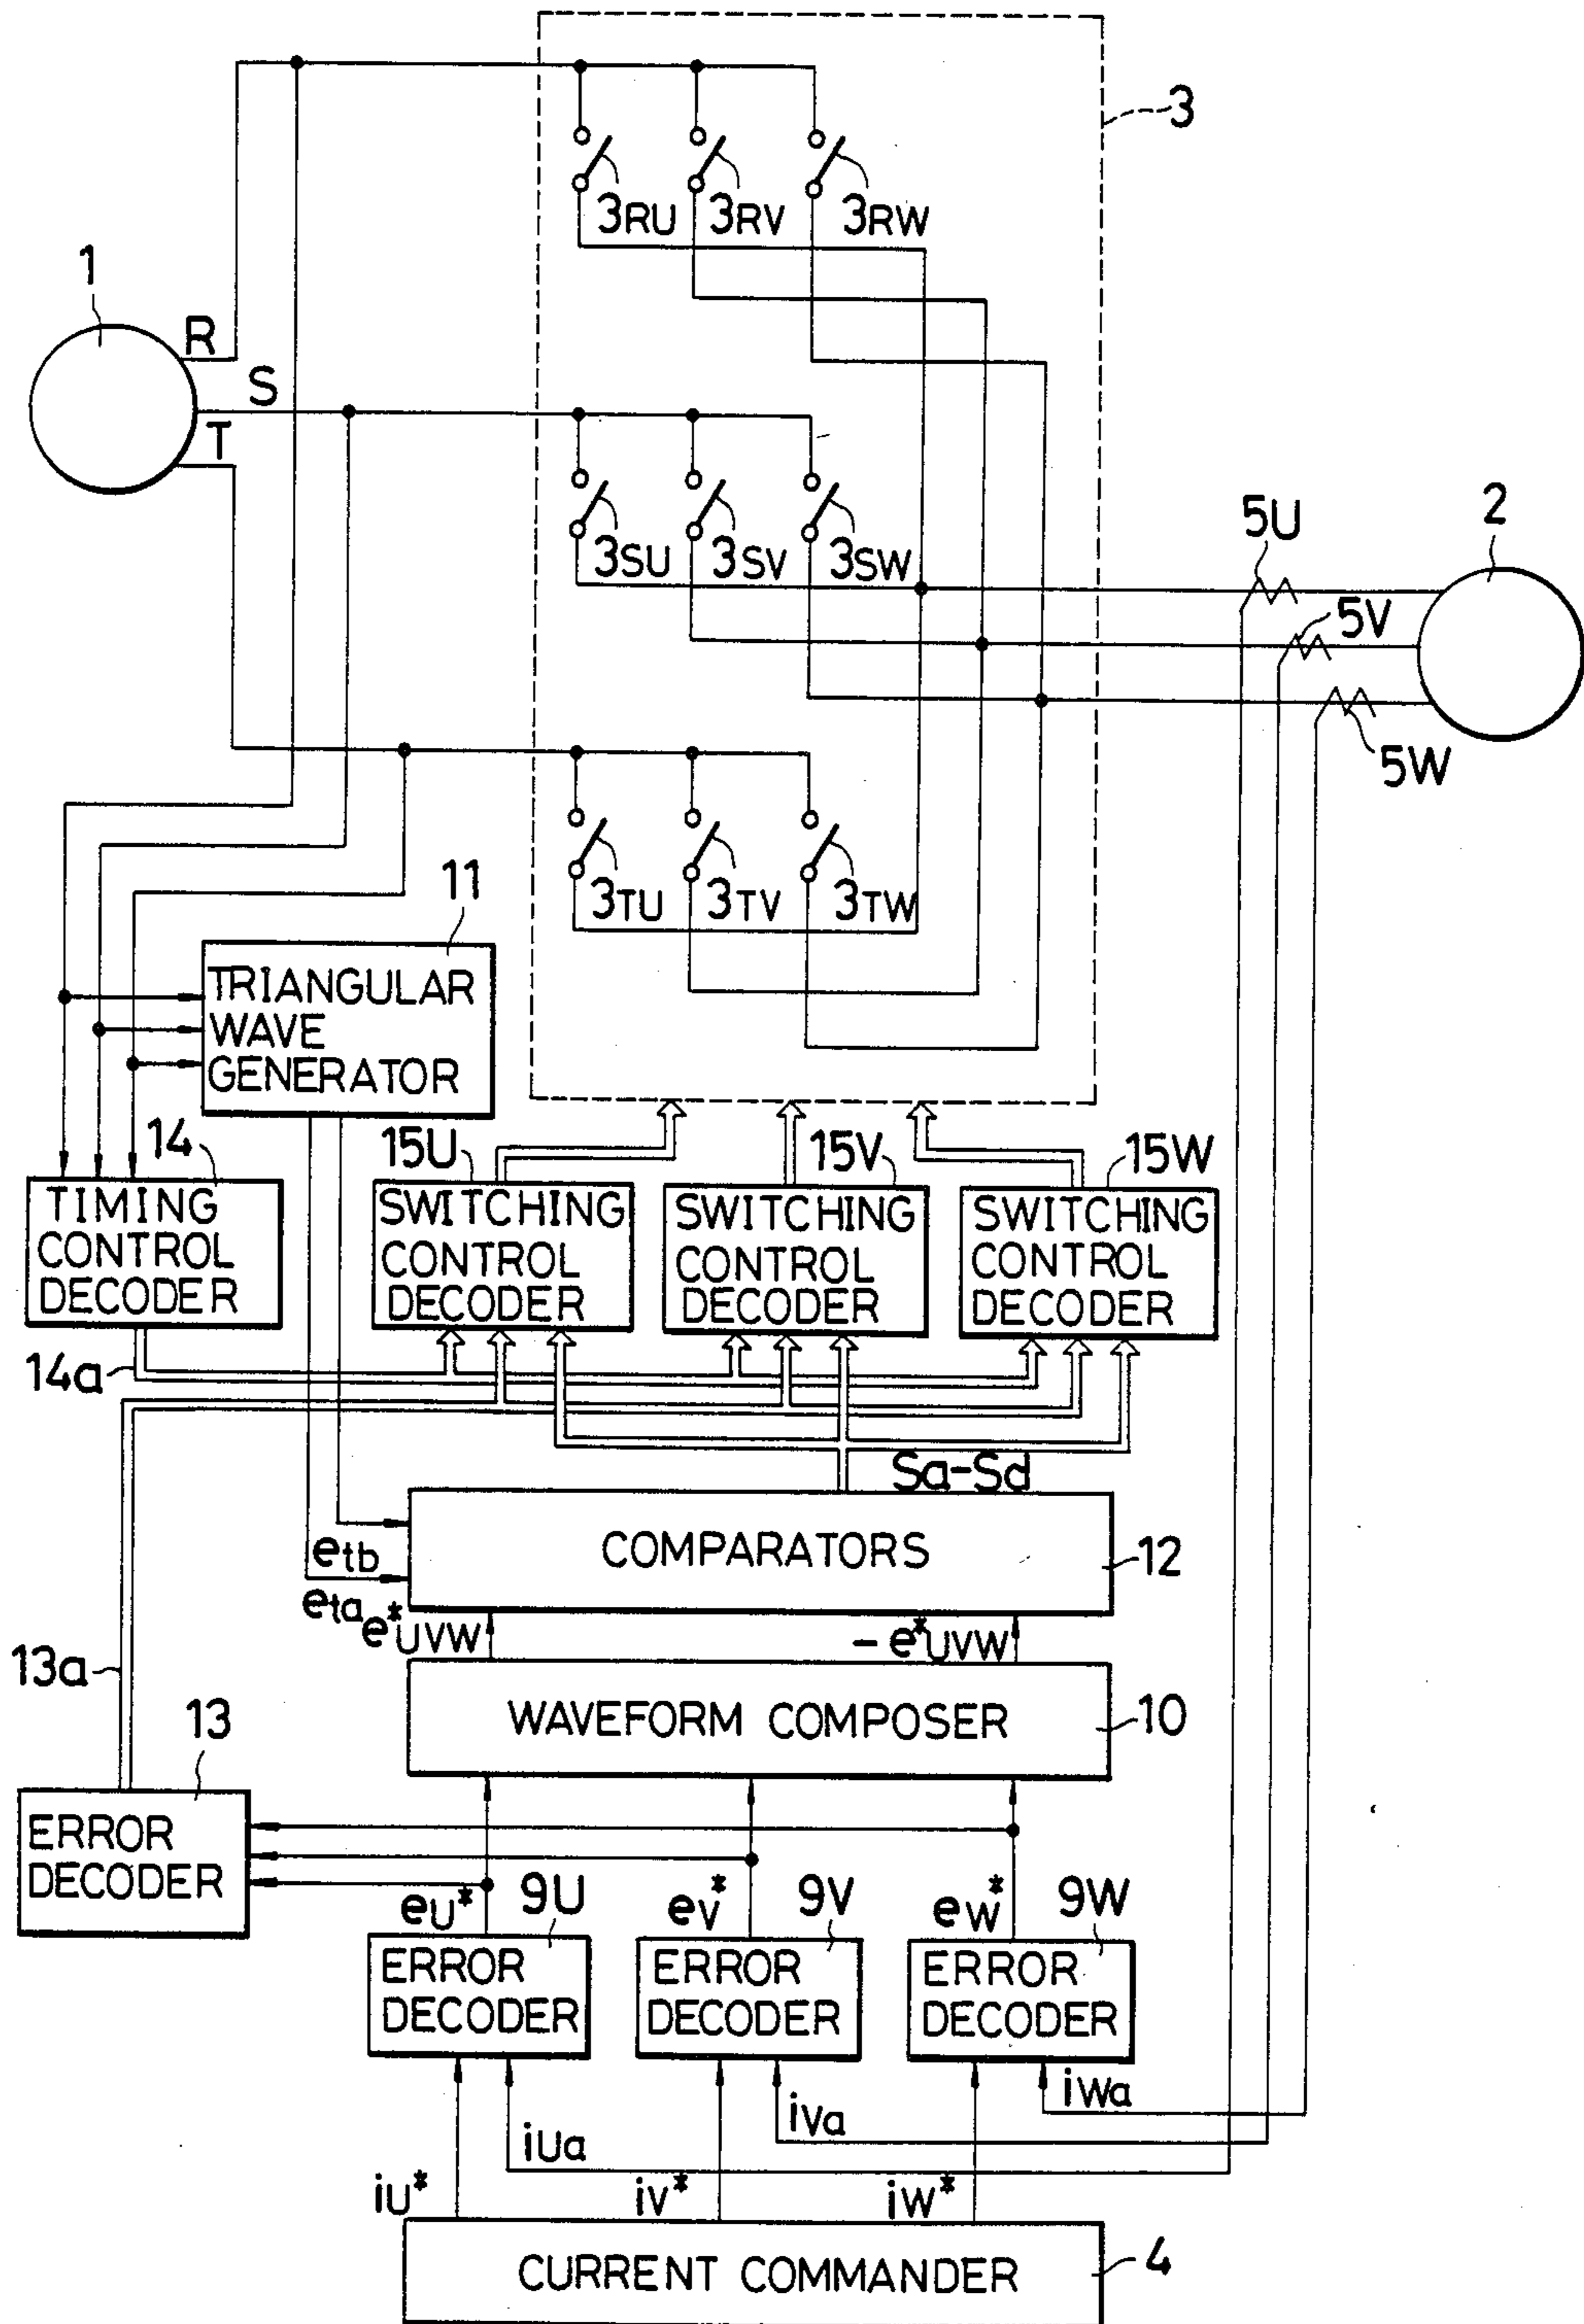 3
3RU
3RV
3RW
1
R
S
T
3SU
3SV
3SW
5U
2
5V
5W
11
3TU
3TV
3TW
TRIANGULAR
WAVE
GENERATOR
14
15U
15V
15W
TIMING
CONTROL
DECODER
SWITCHING
CONTROL
DECODER
SWITCHING
CONTROL
DECODER
SWITCHING
CONTROL
DECODER
14a
Sa-Sd
etb
COMPARATORS
12
eta
e*UVW
-e*UVW
13a
WAVEFORM COMPOSER
10
13
ERROR
DECODER
eU*
9U
eV*
9V
eW*
9W
ERROR
DECODER
ERROR
DECODER
ERROR
DECODER
iUa
iVa
iWa
iU*
iV*
iW*
CURRENT COMMANDER
4